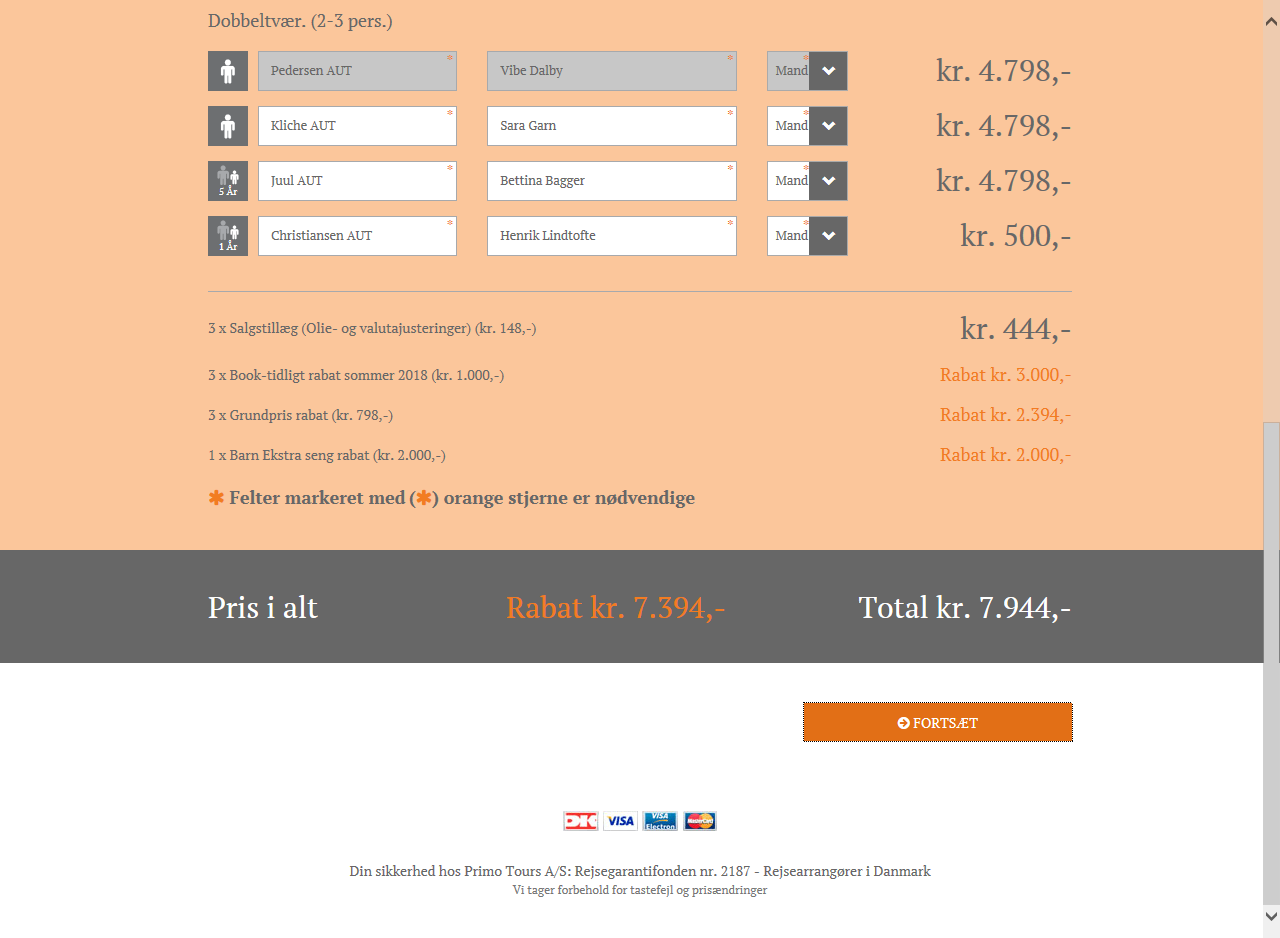 Dobbeltvær. (2-3 pers.)
Pedersen AUT * Vibe Dalby * Mand * kr. 4.798,-
Kliche AUT * Sara Garn * Mand * kr. 4.798,-
5 År Juul AUT * Bettina Bagger * Mand * kr. 4.798,-
1 År Christiansen AUT * Henrik Lindtofte * Mand * kr. 500,-
3 x Salgstillæg (Olie- og valutajusteringer) (kr. 148,-) kr. 444,-
3 x Book-tidligt rabat sommer 2018 (kr. 1.000,-) Rabat kr. 3.000,-
3 x Grundpris rabat (kr. 798,-) Rabat kr. 2.394,-
1 x Barn Ekstra seng rabat (kr. 2.000,-) Rabat kr. 2.000,-
✱ Felter markeret med (✱) orange stjerne er nødvendige
Pris i alt Rabat kr. 7.394,- Total kr. 7.944,-
FORTSÆT
DK VISA VISA Electron MasterCard
Din sikkerhed hos Primo Tours A/S: Rejsegarantifonden nr. 2187 - Rejsearrangører i Danmark
Vi tager forbehold for tastefejl og prisændringer